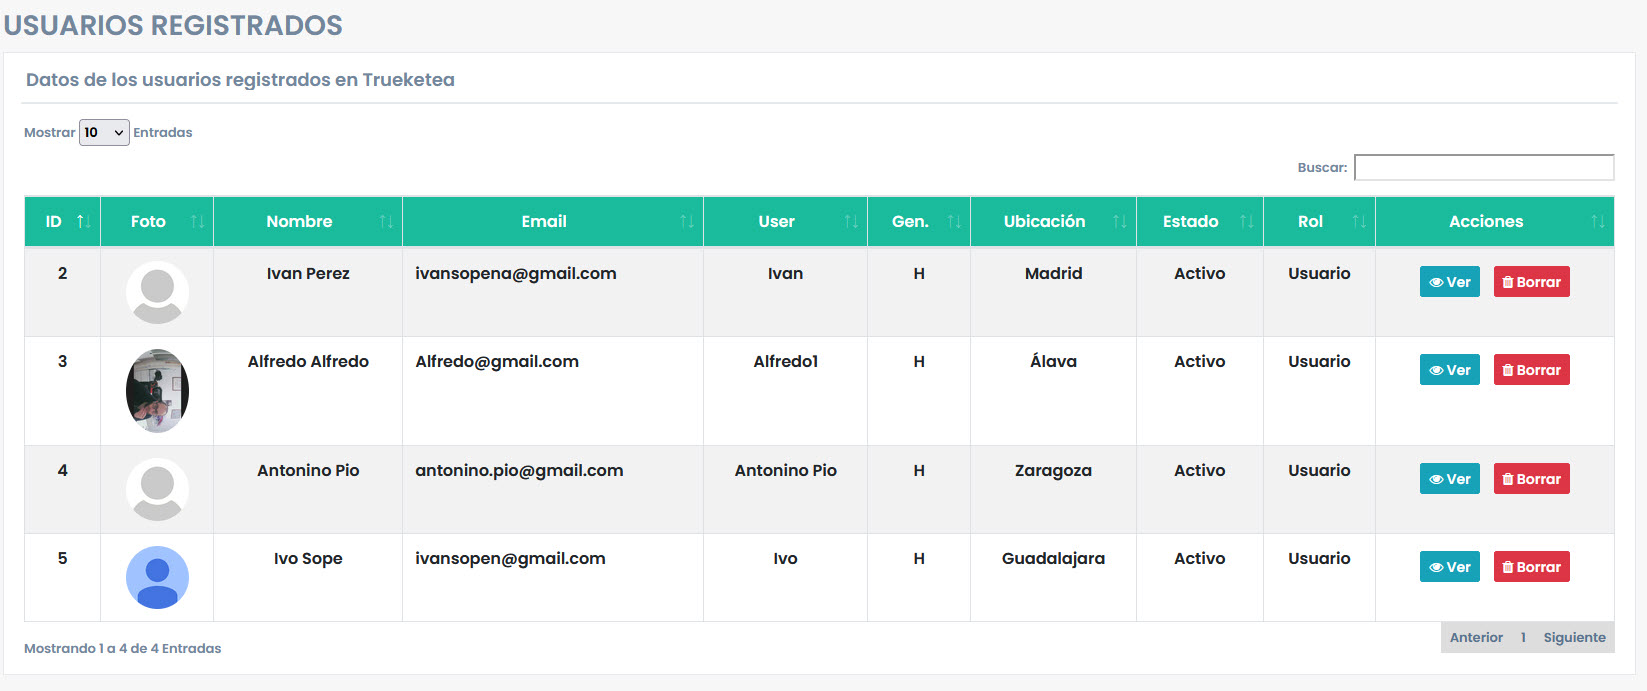 USUARIOS REGISTRADOS
Datos de los usuarios registrados en Trueketea
Mostrar 10 Entradas
Buscar:
ID Foto Nombre Email User Gen. Ubicación Estado Rol Acciones
2 Ivan Perez ivansopena@gmail.com Ivan H Madrid Activo Usuario Ver Borrar
3 Alfredo Alfredo Alfredo@gmail.com Alfredo1 H Álava Activo Usuario Ver Borrar
4 Antonino Pio antonino.pio@gmail.com Antonino Pio H Zaragoza Activo Usuario Ver Borrar
5 Ivo Sope ivansopen@gmail.com Ivo H Guadalajara Activo Usuario Ver Borrar
Anterior 1 Siguiente
Mostrando 1 a 4 de 4 Entradas